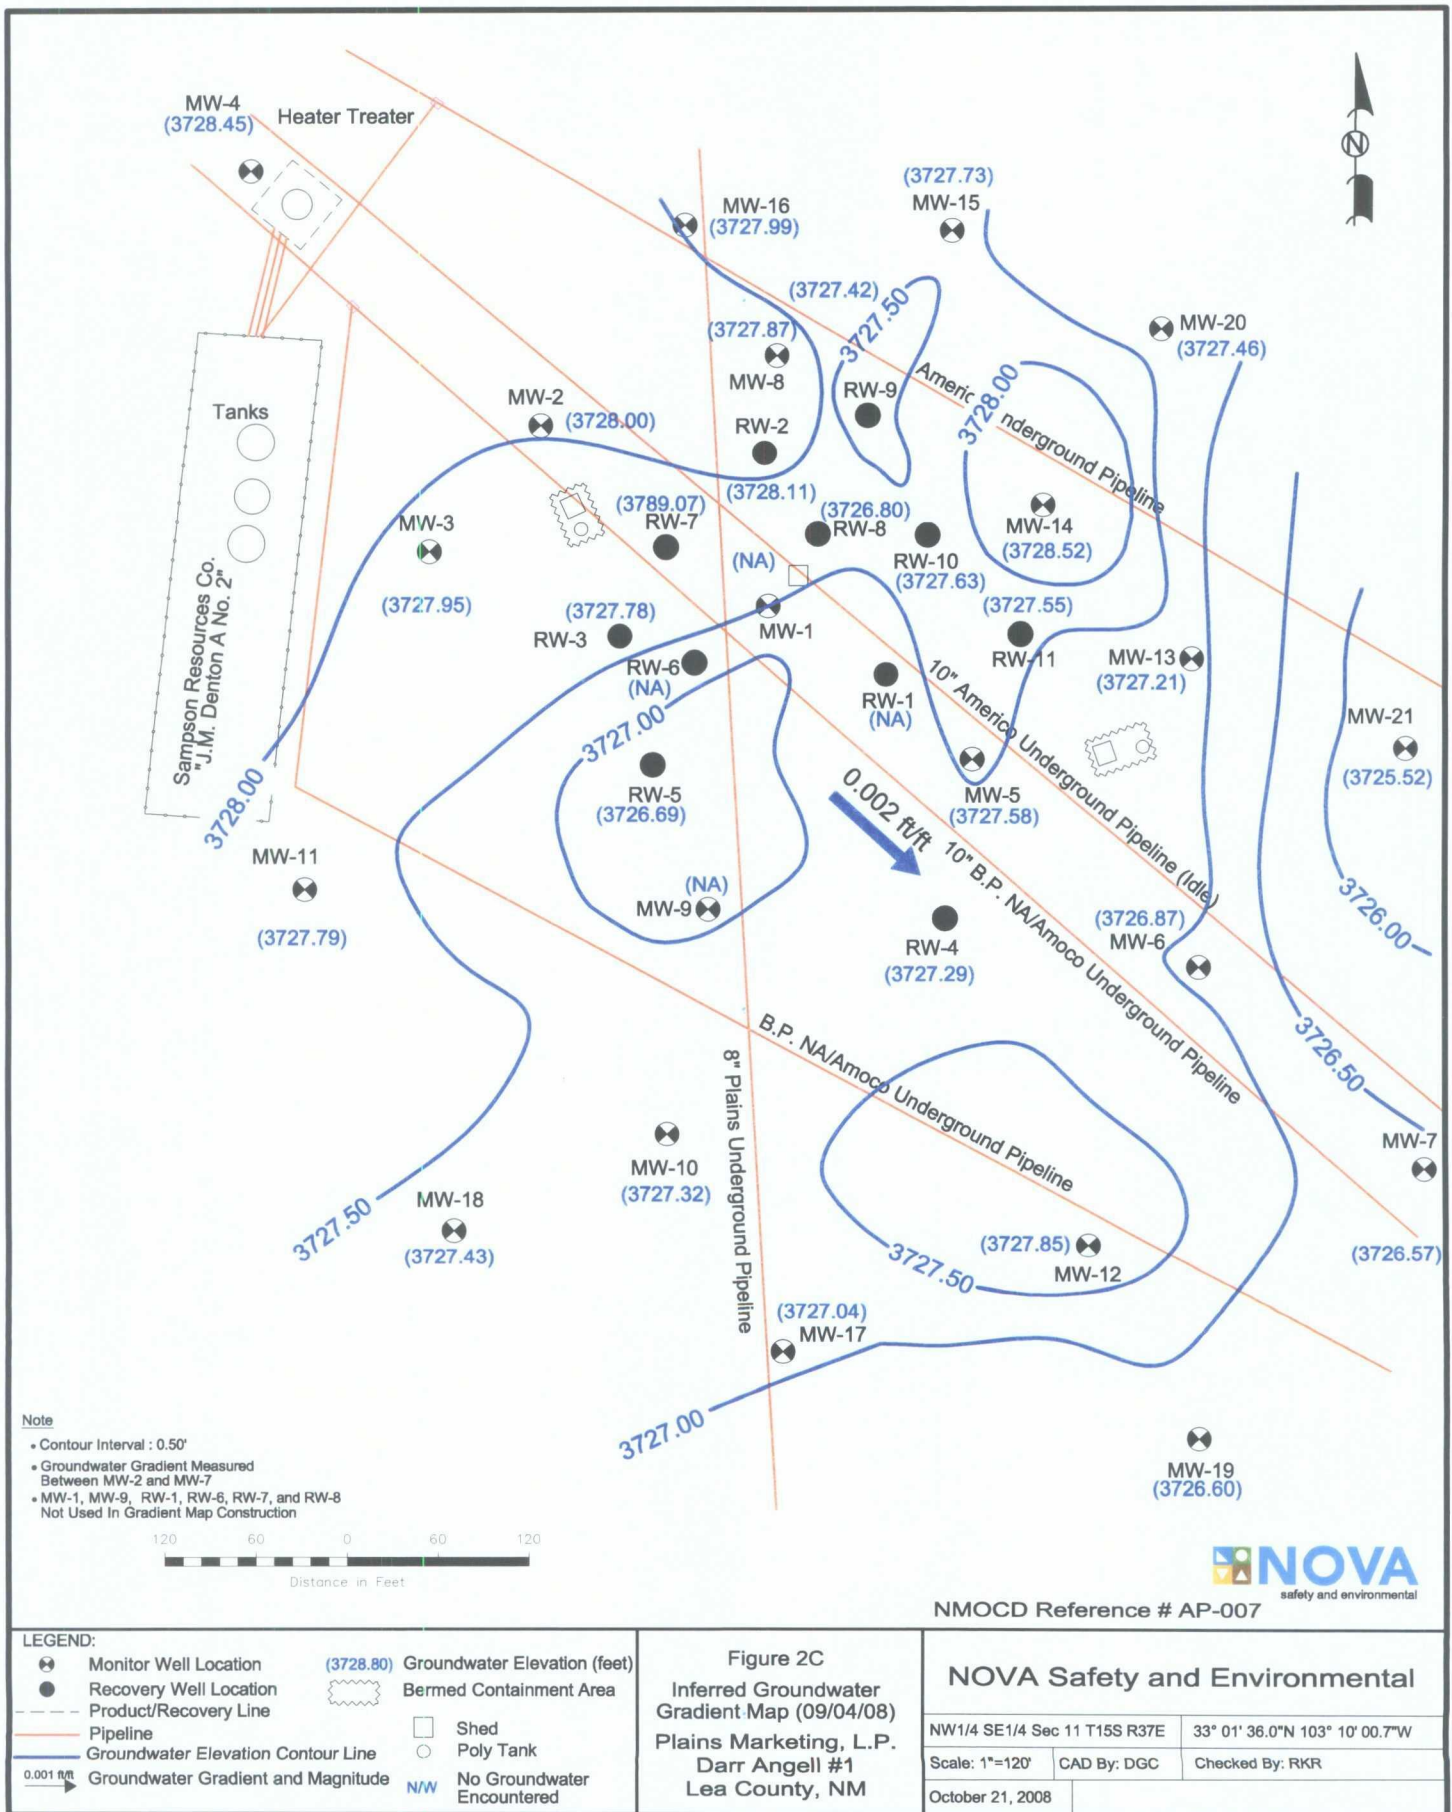 MW-4
(3728.45)
Heater Treater
MW-16
(3727.99)
(3727.73)
MW-15
N
(3727.42)
3727.50
(3727.87)
MW-8
MW-20
(3727.46)
RW-9
3728.00
MW-2
(3728.00)
RW-2
(3728.11)
Tanks
Sampson Resources Co.
"J.M. Denton A No. 2"
MW-3
(3727.95)
(3789.07)
RW-7
(3726.80)
RW-8
RW-10
(3727.63)
MW-14
(3728.52)
nderground Pipeline
(NA)
MW-1
(3727.78)
RW-3
RW-6
(NA)
(3727.55)
RW-11
MW-13
(3727.21)
RW-1
(NA)
10" Americo Underground Pipeline (Idle)
3727.00
MW-21
(3725.52)
RW-5
(3726.69)
MW-5
(3727.58)
0.002 ft/ft
3728.00
MW-11
(3727.79)
(NA)
MW-9
10" B.P. NA/Amoco Underground Pipeline
RW-4
(3727.29)
(3726.87)
MW-6
3726.00
3726.50
B.P. NA/Amoco Underground Pipeline
8" Plains Underground Pipeline
MW-10
(3727.32)
MW-7
(3726.57)
3727.50
MW-18
(3727.43)
(3727.85)
MW-12
3727.50
(3727.04)
MW-17
3727.00
MW-19
(3726.60)
Note
• Contour Interval : 0.50'
• Groundwater Gradient Measured
Between MW-2 and MW-7
• MW-1, MW-9, RW-1, RW-6, RW-7, and RW-8
Not Used In Gradient Map Construction
120 60 0 60 120
Distance in Feet
NOVA
safety and environmental
NMOCD Reference # AP-007
LEGEND:
Monitor Well Location
Recovery Well Location
Product/Recovery Line
Pipeline
Groundwater Elevation Contour Line
0.001 ft/ft Groundwater Gradient and Magnitude
(3728.80) Groundwater Elevation (feet)
Bermed Containment Area
Shed
Poly Tank
N/W No Groundwater
Encountered
Figure 2C
Inferred Groundwater
Gradient Map (09/04/08)
Plains Marketing, L.P.
Darr Angell #1
Lea County, NM
NOVA Safety and Environmental
NW1/4 SE1/4 Sec 11 T15S R37E 33° 01' 36.0"N 103° 10' 00.7"W
Scale: 1"=120' CAD By: DGC Checked By: RKR
October 21, 2008